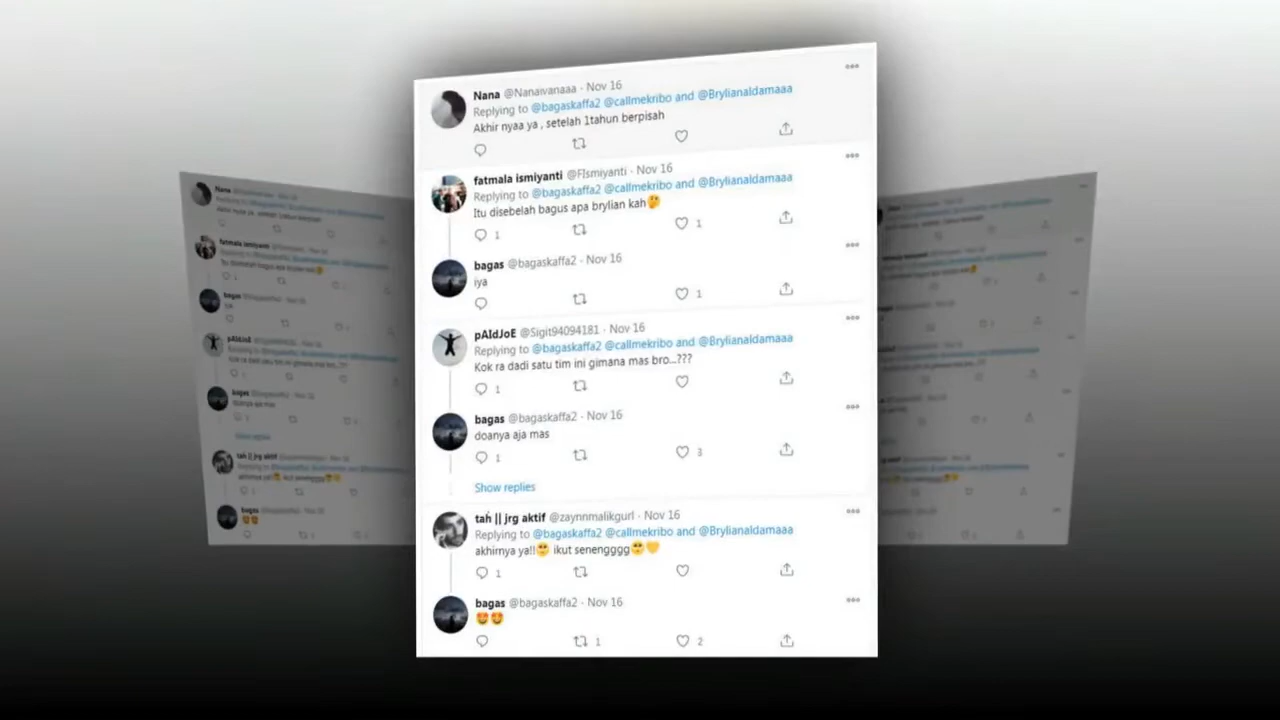 Nana @Nanaivanaaa · Nov 16
Replying to @bagaskaffa2 @callmekribo and @Brylianaldamaaa
Akhir nyaa ya , setelah 1tahun berpisah
fatmala ismiyanti @FIsmiyanti · Nov 16
Replying to @bagaskaffa2 @callmekribo and @Brylianaldamaaa
Itu disebelah bagus apa brylian kah🤔
1 1
bagas @bagaskaffa2 · Nov 16
iya
1
pAIdJoE @Sigit94094181 · Nov 16
Replying to @bagaskaffa2 @callmekribo and @Brylianaldamaaa
Kok ra dadi satu tim ini gimana mas bro...???
1
bagas @bagaskaffa2 · Nov 16
doanya aja mas
1 3
Show replies
tah || jrg aktif @zaynnmalikgurl · Nov 16
Replying to @bagaskaffa2 @callmekribo and @Brylianaldamaaa
akhirnya ya!!🥺 ikut senengggg🥺💛
1
bagas @bagaskaffa2 · Nov 16
😍😍
1 2